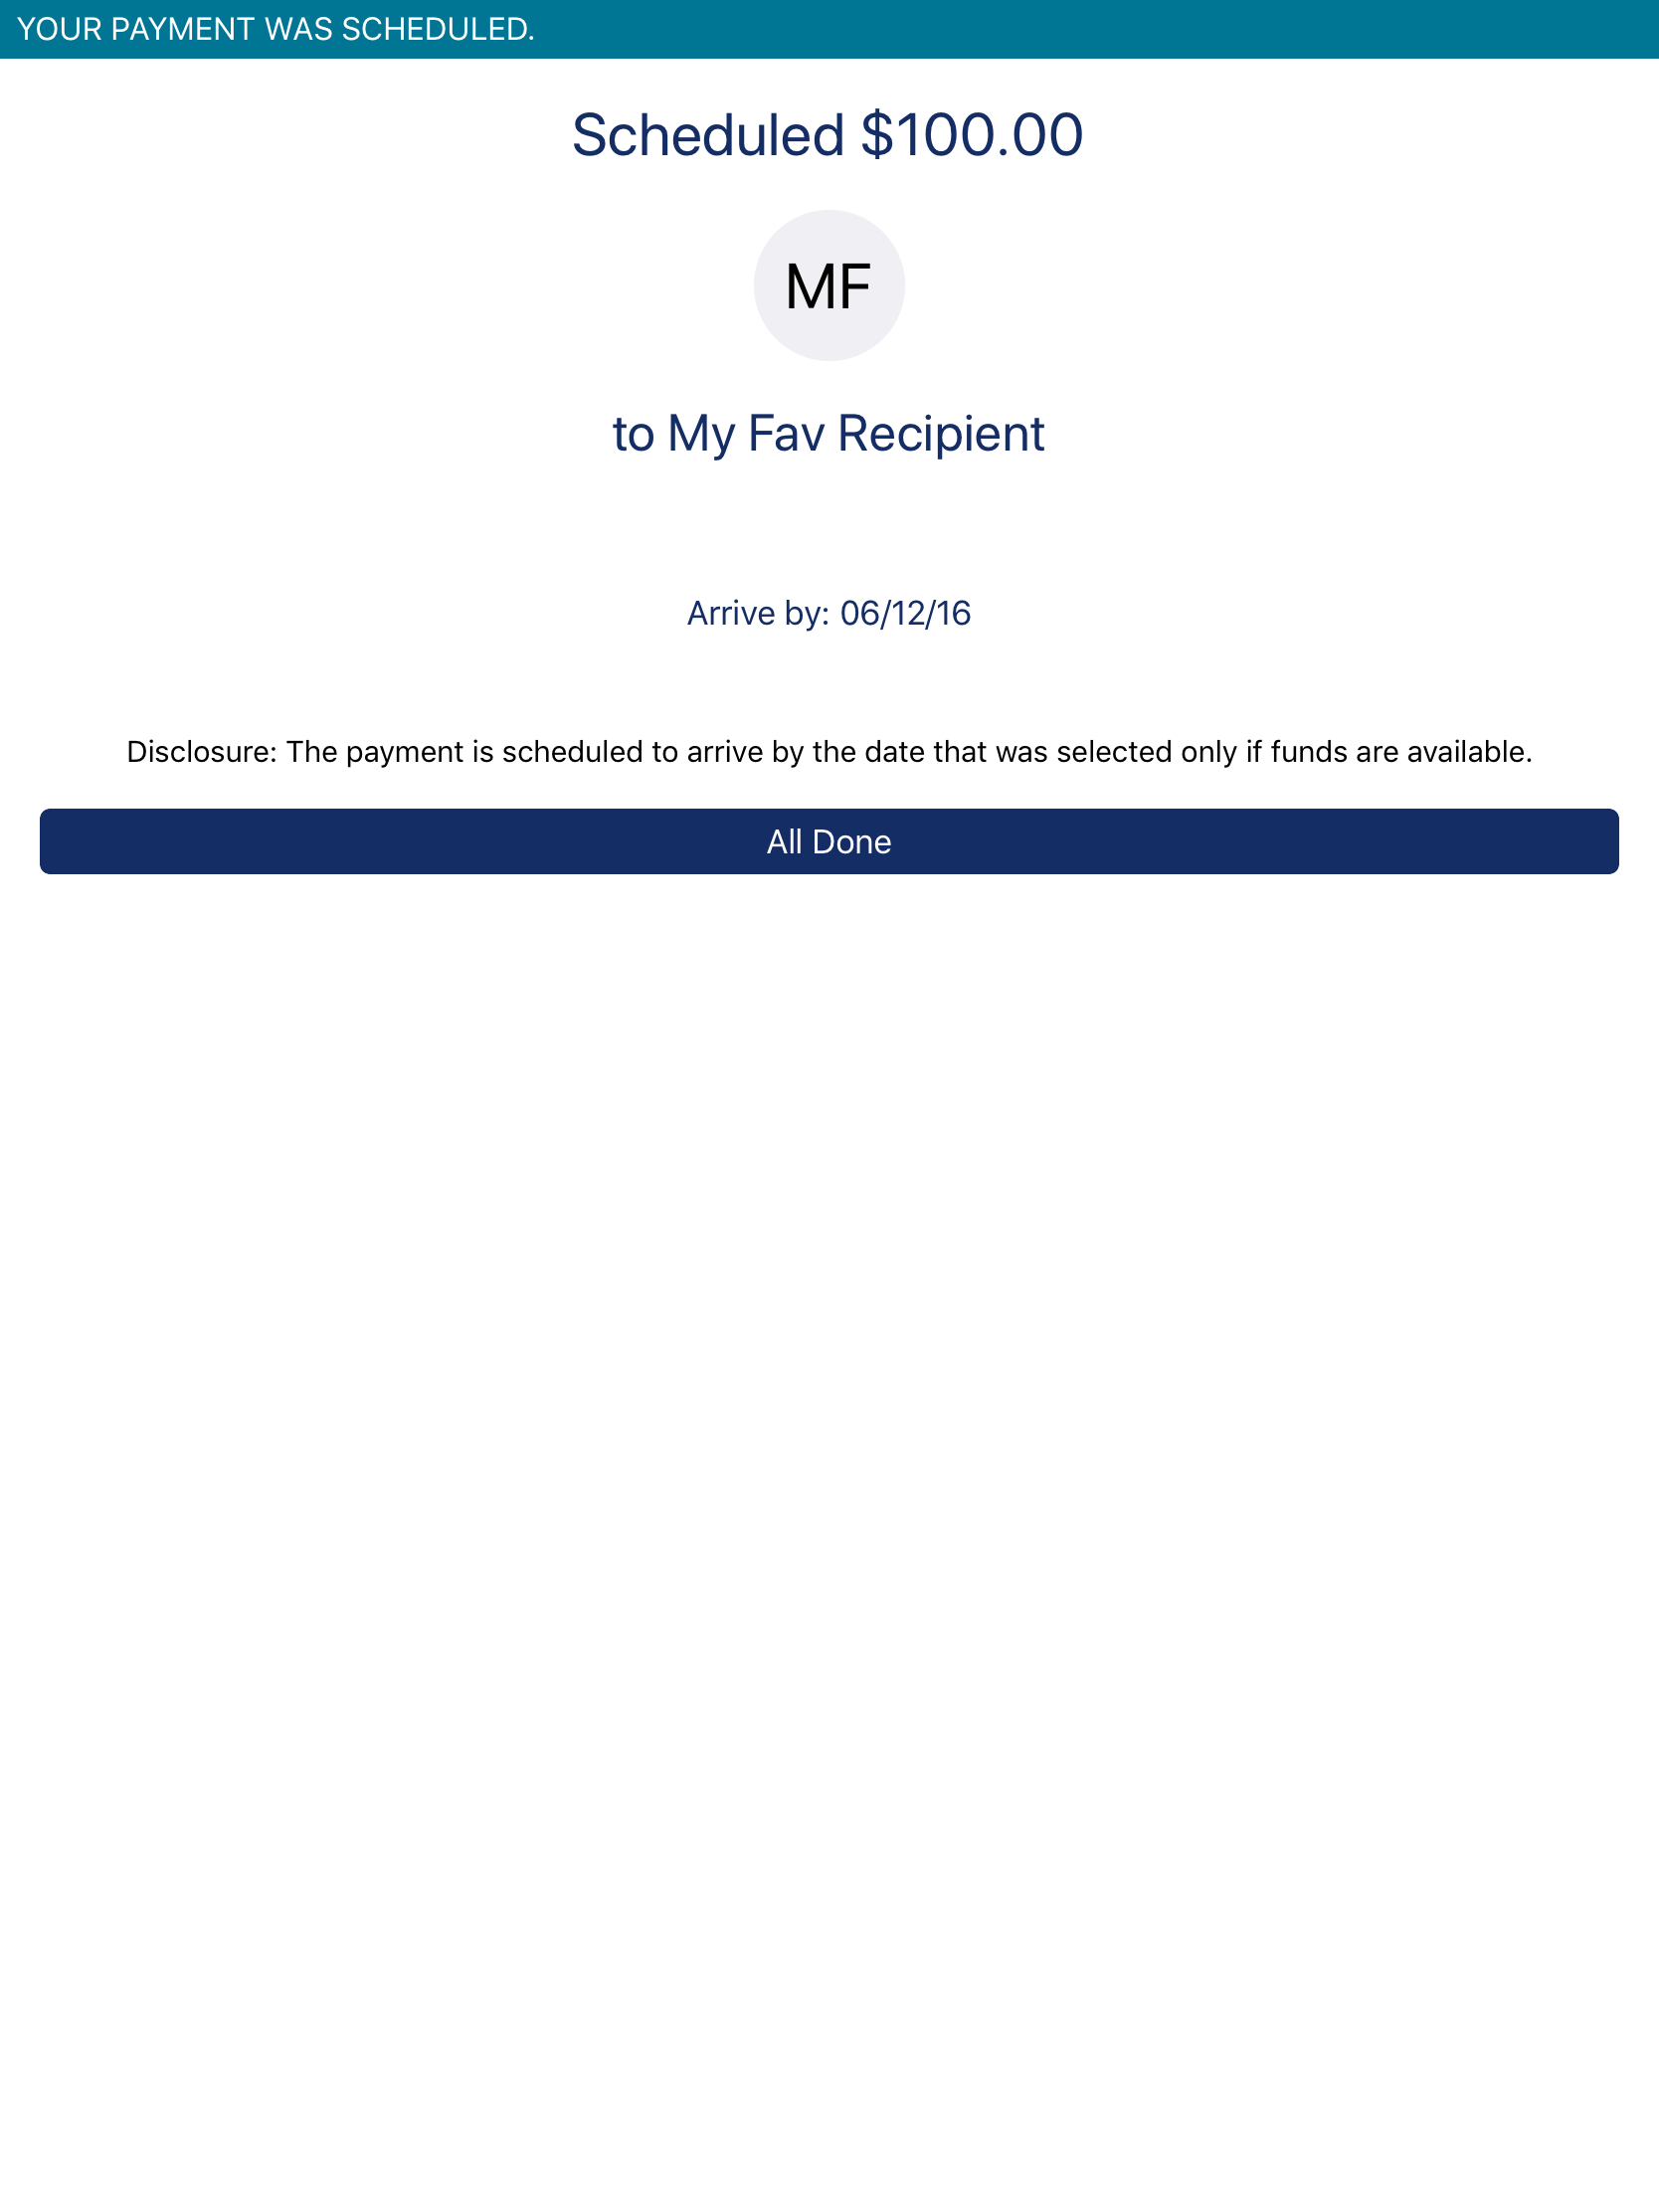 YOUR PAYMENT WAS SCHEDULED.
Scheduled $100.00
MF
to My Fav Recipient
Arrive by: 06/12/16
Disclosure: The payment is scheduled to arrive by the date that was selected only if funds are available.
All Done